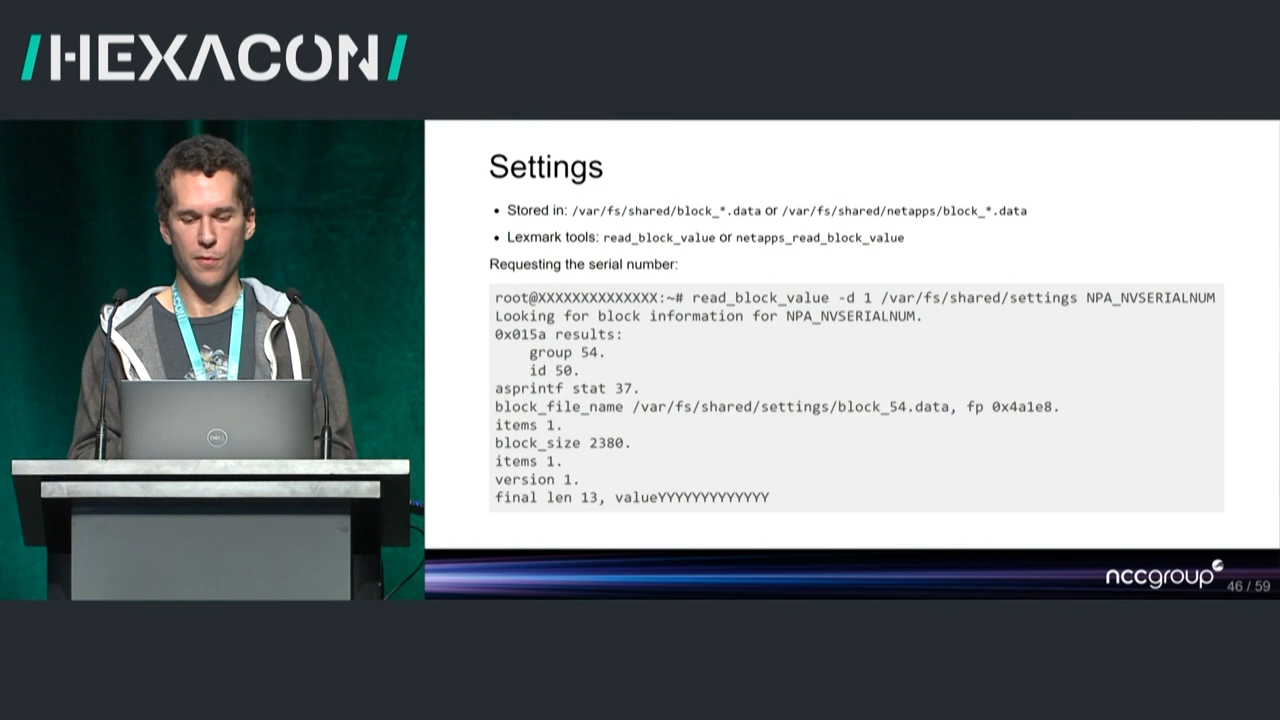 /HEXACON/
Settings
• Stored in: /var/fs/shared/block_*.data or /var/fs/shared/netapps/block_*.data
• Lexmark tools: read_block_value or netapps_read_block_value
Requesting the serial number:
root@XXXXXXXXXXXXXX:~# read_block_value -d 1 /var/fs/shared/settings NPA_NVSERIALNUM
Looking for block information for NPA_NVSERIALNUM.
0x015a results:
    group 54.
    id 50.
asprintf stat 37.
block_file_name /var/fs/shared/settings/block_54.data, fp 0x4a1e8.
items 1.
block_size 2380.
items 1.
version 1.
final len 13, valueYYYYYYYYYYYYY
DELL
nccgroup
46 / 59